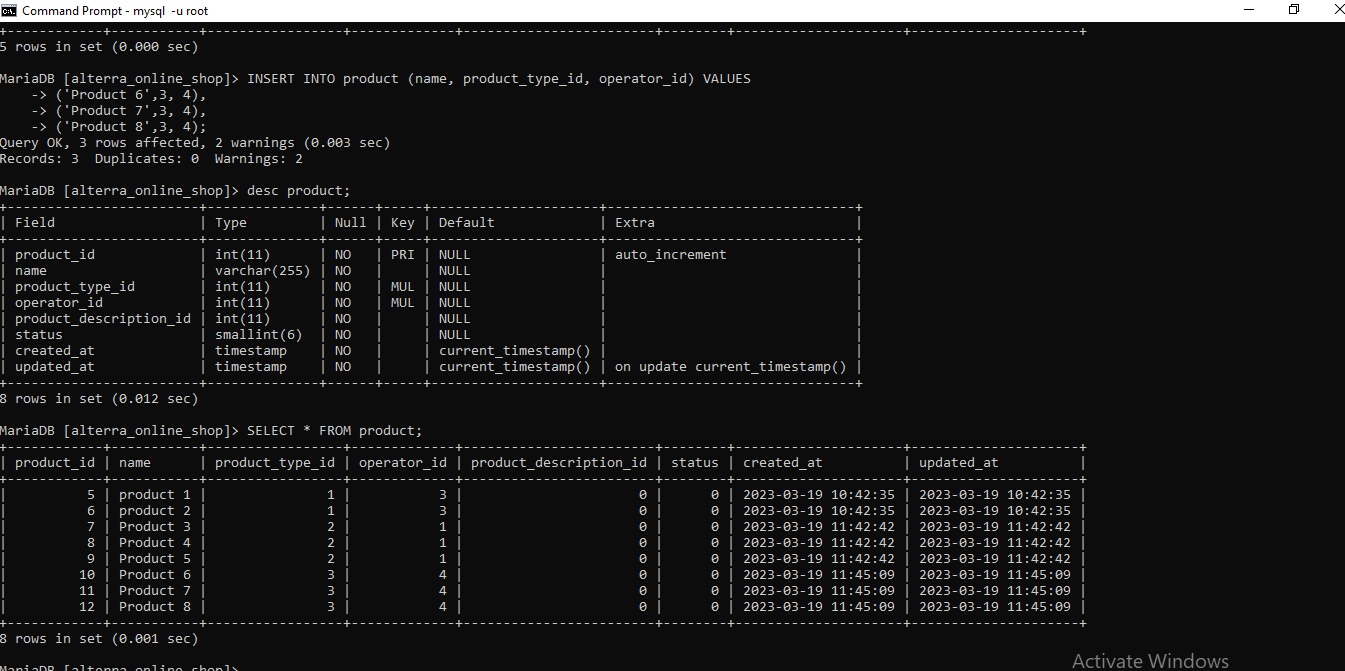 Command Prompt - mysql  -u root
+------------+-----------+-----------------+-------------+------------------------+--------+---------------------+---------------------+
5 rows in set (0.000 sec)
MariaDB [alterra_online_shop]> INSERT INTO product (name, product_type_id, operator_id) VALUES
    -> ('Product 6',3, 4),
    -> ('Product 7',3, 4),
    -> ('Product 8',3, 4);
Query OK, 3 rows affected, 2 warnings (0.003 sec)
Records: 3  Duplicates: 0  Warnings: 2
MariaDB [alterra_online_shop]> desc product;
+------------------------+--------------+------+-----+---------------------+-------------------------------+
| Field                  | Type         | Null | Key | Default             | Extra                         |
+------------------------+--------------+------+-----+---------------------+-------------------------------+
| product_id             | int(11)      | NO   | PRI | NULL                | auto_increment                |
| name                   | varchar(255) | NO   |     | NULL                |                               |
| product_type_id        | int(11)      | NO   | MUL | NULL                |                               |
| operator_id            | int(11)      | NO   | MUL | NULL                |                               |
| product_description_id | int(11)      | NO   |     | NULL                |                               |
| status                 | smallint(6)  | NO   |     | NULL                |                               |
| created_at             | timestamp    | NO   |     | current_timestamp() |                               |
| updated_at             | timestamp    | NO   |     | current_timestamp() | on update current_timestamp() |
+------------------------+--------------+------+-----+---------------------+-------------------------------+
8 rows in set (0.012 sec)
MariaDB [alterra_online_shop]> SELECT * FROM product;
+------------+-----------+-----------------+-------------+------------------------+--------+---------------------+---------------------+
| product_id | name      | product_type_id | operator_id | product_description_id | status | created_at          | updated_at          |
+------------+-----------+-----------------+-------------+------------------------+--------+---------------------+---------------------+
|          5 | product 1 |               1 |           3 |                      0 |      0 | 2023-03-19 10:42:35 | 2023-03-19 10:42:35 |
|          6 | product 2 |               1 |           3 |                      0 |      0 | 2023-03-19 10:42:35 | 2023-03-19 10:42:35 |
|          7 | Product 3 |               2 |           1 |                      0 |      0 | 2023-03-19 11:42:42 | 2023-03-19 11:42:42 |
|          8 | Product 4 |               2 |           1 |                      0 |      0 | 2023-03-19 11:42:42 | 2023-03-19 11:42:42 |
|          9 | Product 5 |               2 |           1 |                      0 |      0 | 2023-03-19 11:42:42 | 2023-03-19 11:42:42 |
|         10 | Product 6 |               3 |           4 |                      0 |      0 | 2023-03-19 11:45:09 | 2023-03-19 11:45:09 |
|         11 | Product 7 |               3 |           4 |                      0 |      0 | 2023-03-19 11:45:09 | 2023-03-19 11:45:09 |
|         12 | Product 8 |               3 |           4 |                      0 |      0 | 2023-03-19 11:45:09 | 2023-03-19 11:45:09 |
+------------+-----------+-----------------+-------------+------------------------+--------+---------------------+---------------------+
8 rows in set (0.001 sec)
MariaDB [alterra_online_shop]>
Activate Windows